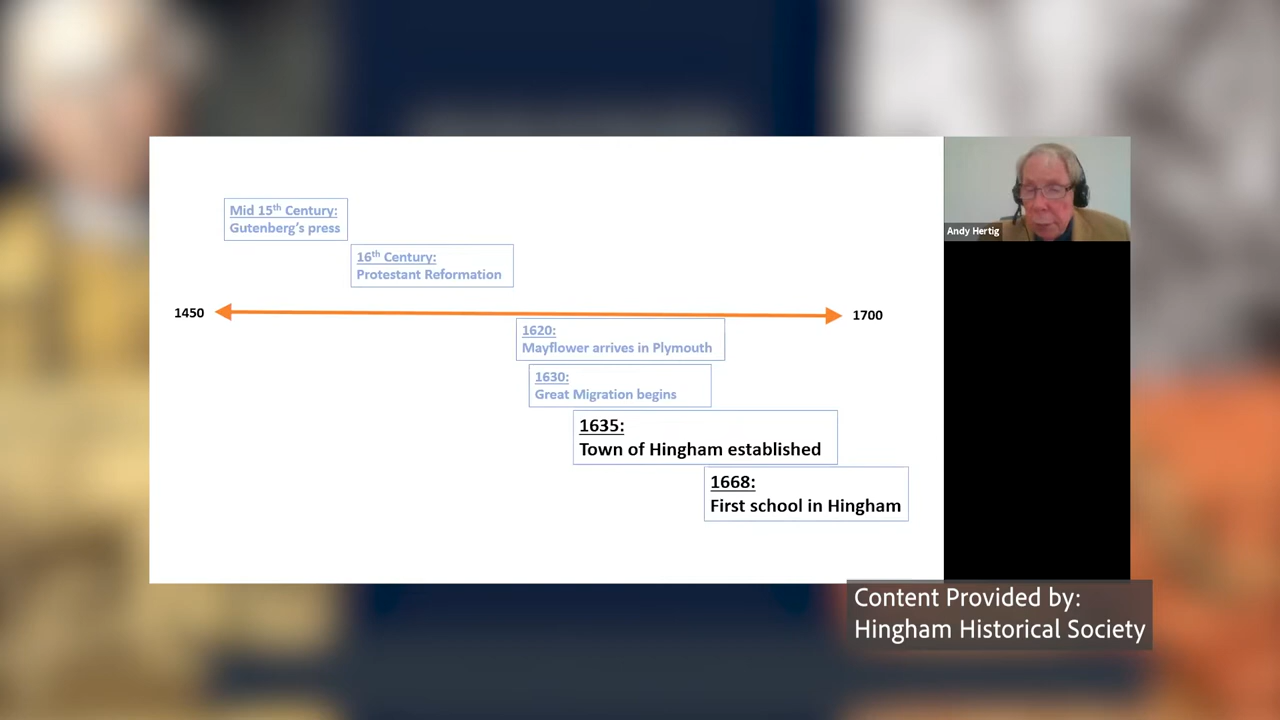 Mid 15th Century:
Gutenberg's press
16th Century:
Protestant Reformation
1450
1700
1620:
Mayflower arrives in Plymouth
1630:
Great Migration begins
1635:
Town of Hingham established
1668:
First school in Hingham
Andy Hertig
Content Provided by:
Hingham Historical Society